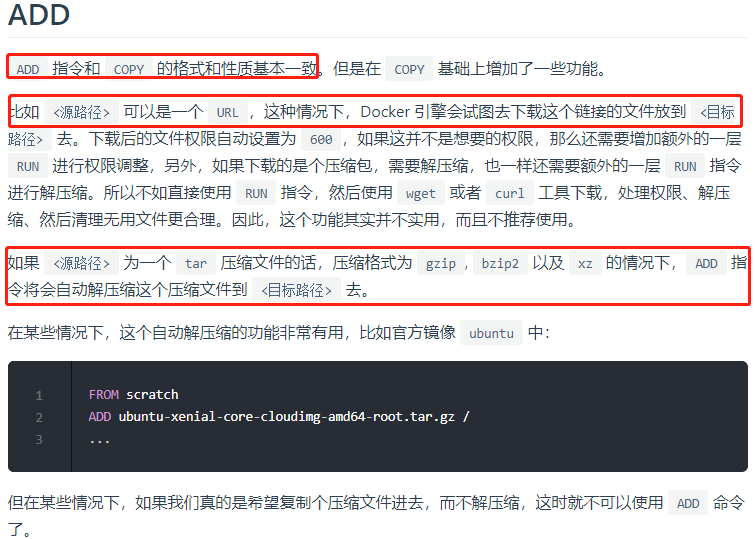 ADD
ADD 指令和 COPY 的格式和性质基本一致。但是在 COPY 基础上增加了一些功能。
比如 <源路径> 可以是一个 URL ，这种情况下，Docker 引擎会试图去下载这个链接的文件放到 <目标
路径> 去。下载后的文件权限自动设置为 600 ，如果这并不是想要的权限，那么还需要增加额外的一层
RUN 进行权限调整，另外，如果下载的是个压缩包，需要解压缩，也一样还需要额外的一层 RUN 指令
进行解压缩。所以不如直接使用 RUN 指令，然后使用 wget 或者 curl 工具下载，处理权限、解压
缩、然后清理无用文件更合理。因此，这个功能其实并不实用，而且不推荐使用。
如果 <源路径> 为一个 tar 压缩文件的话，压缩格式为 gzip , bzip2 以及 xz 的情况下， ADD 指
令将会自动解压缩这个压缩文件到 <目标路径> 去。
在某些情况下，这个自动解压缩的功能非常有用，比如官方镜像 ubuntu 中：
1 FROM scratch
2 ADD ubuntu-xenial-core-cloudimg-amd64-root.tar.gz /
3 ...
但在某些情况下，如果我们真的是希望复制个压缩文件进去，而不解压缩，这时就不可以使用 ADD 命令
了。